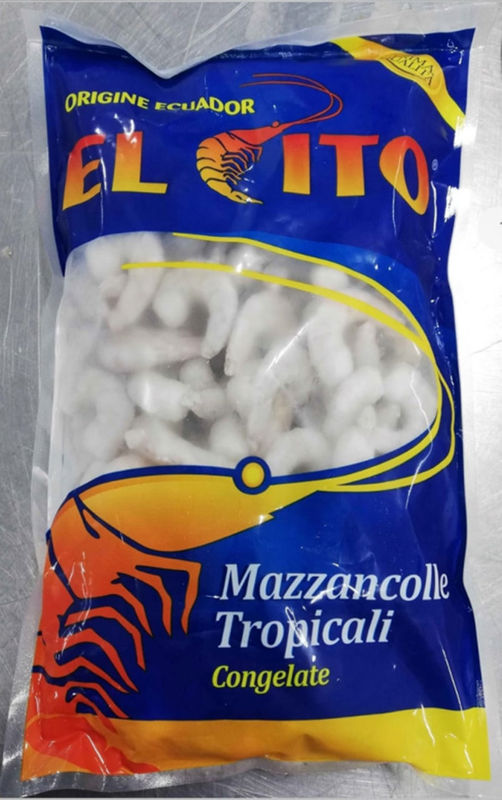 ORIGINE ECUADOR
EL CITO®
Mazzancolle
Tropicali
Congelate